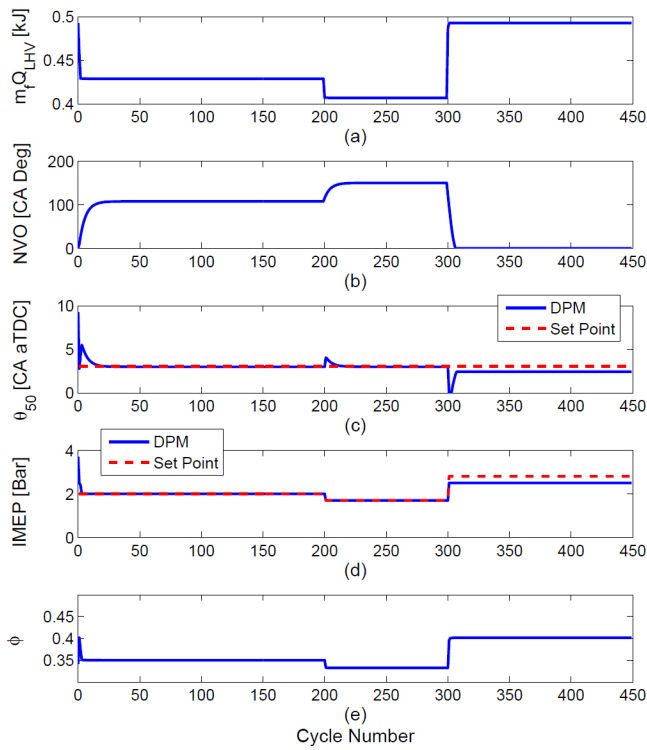 m_f Q_LHV [kJ]
0.5
0.45
0.4
0 50 100 150 200 250 300 350 400 450
(a)
NVO [CA Deg]
200
100
0
0 50 100 150 200 250 300 350 400 450
(b)
θ_50 [CA aTDC]
10
5
0
DPM
Set Point
0 50 100 150 200 250 300 350 400 450
(c)
IMEP [Bar]
4
2
0
DPM
Set Point
0 50 100 150 200 250 300 350 400 450
(d)
ϕ
0.45
0.4
0.35
0 50 100 150 200 250 300 350 400 450
(e)
Cycle Number